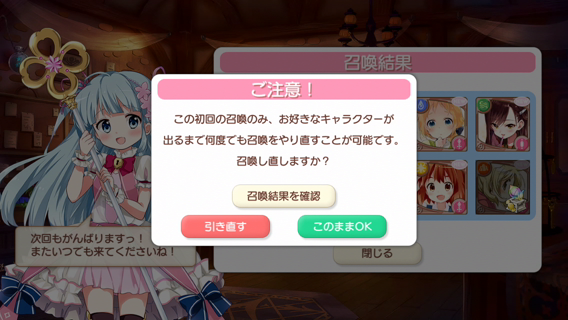 召喚結果
ご注意！
この初回の召喚のみ、お好きなキャラクターが
出るまで何度でも召喚をやり直すことが可能です。
召喚し直しますか？
召喚結果を確認
引き直す
このままOK
次回もがんばりますっ！
またいつでも来てくださいね！
閉じる